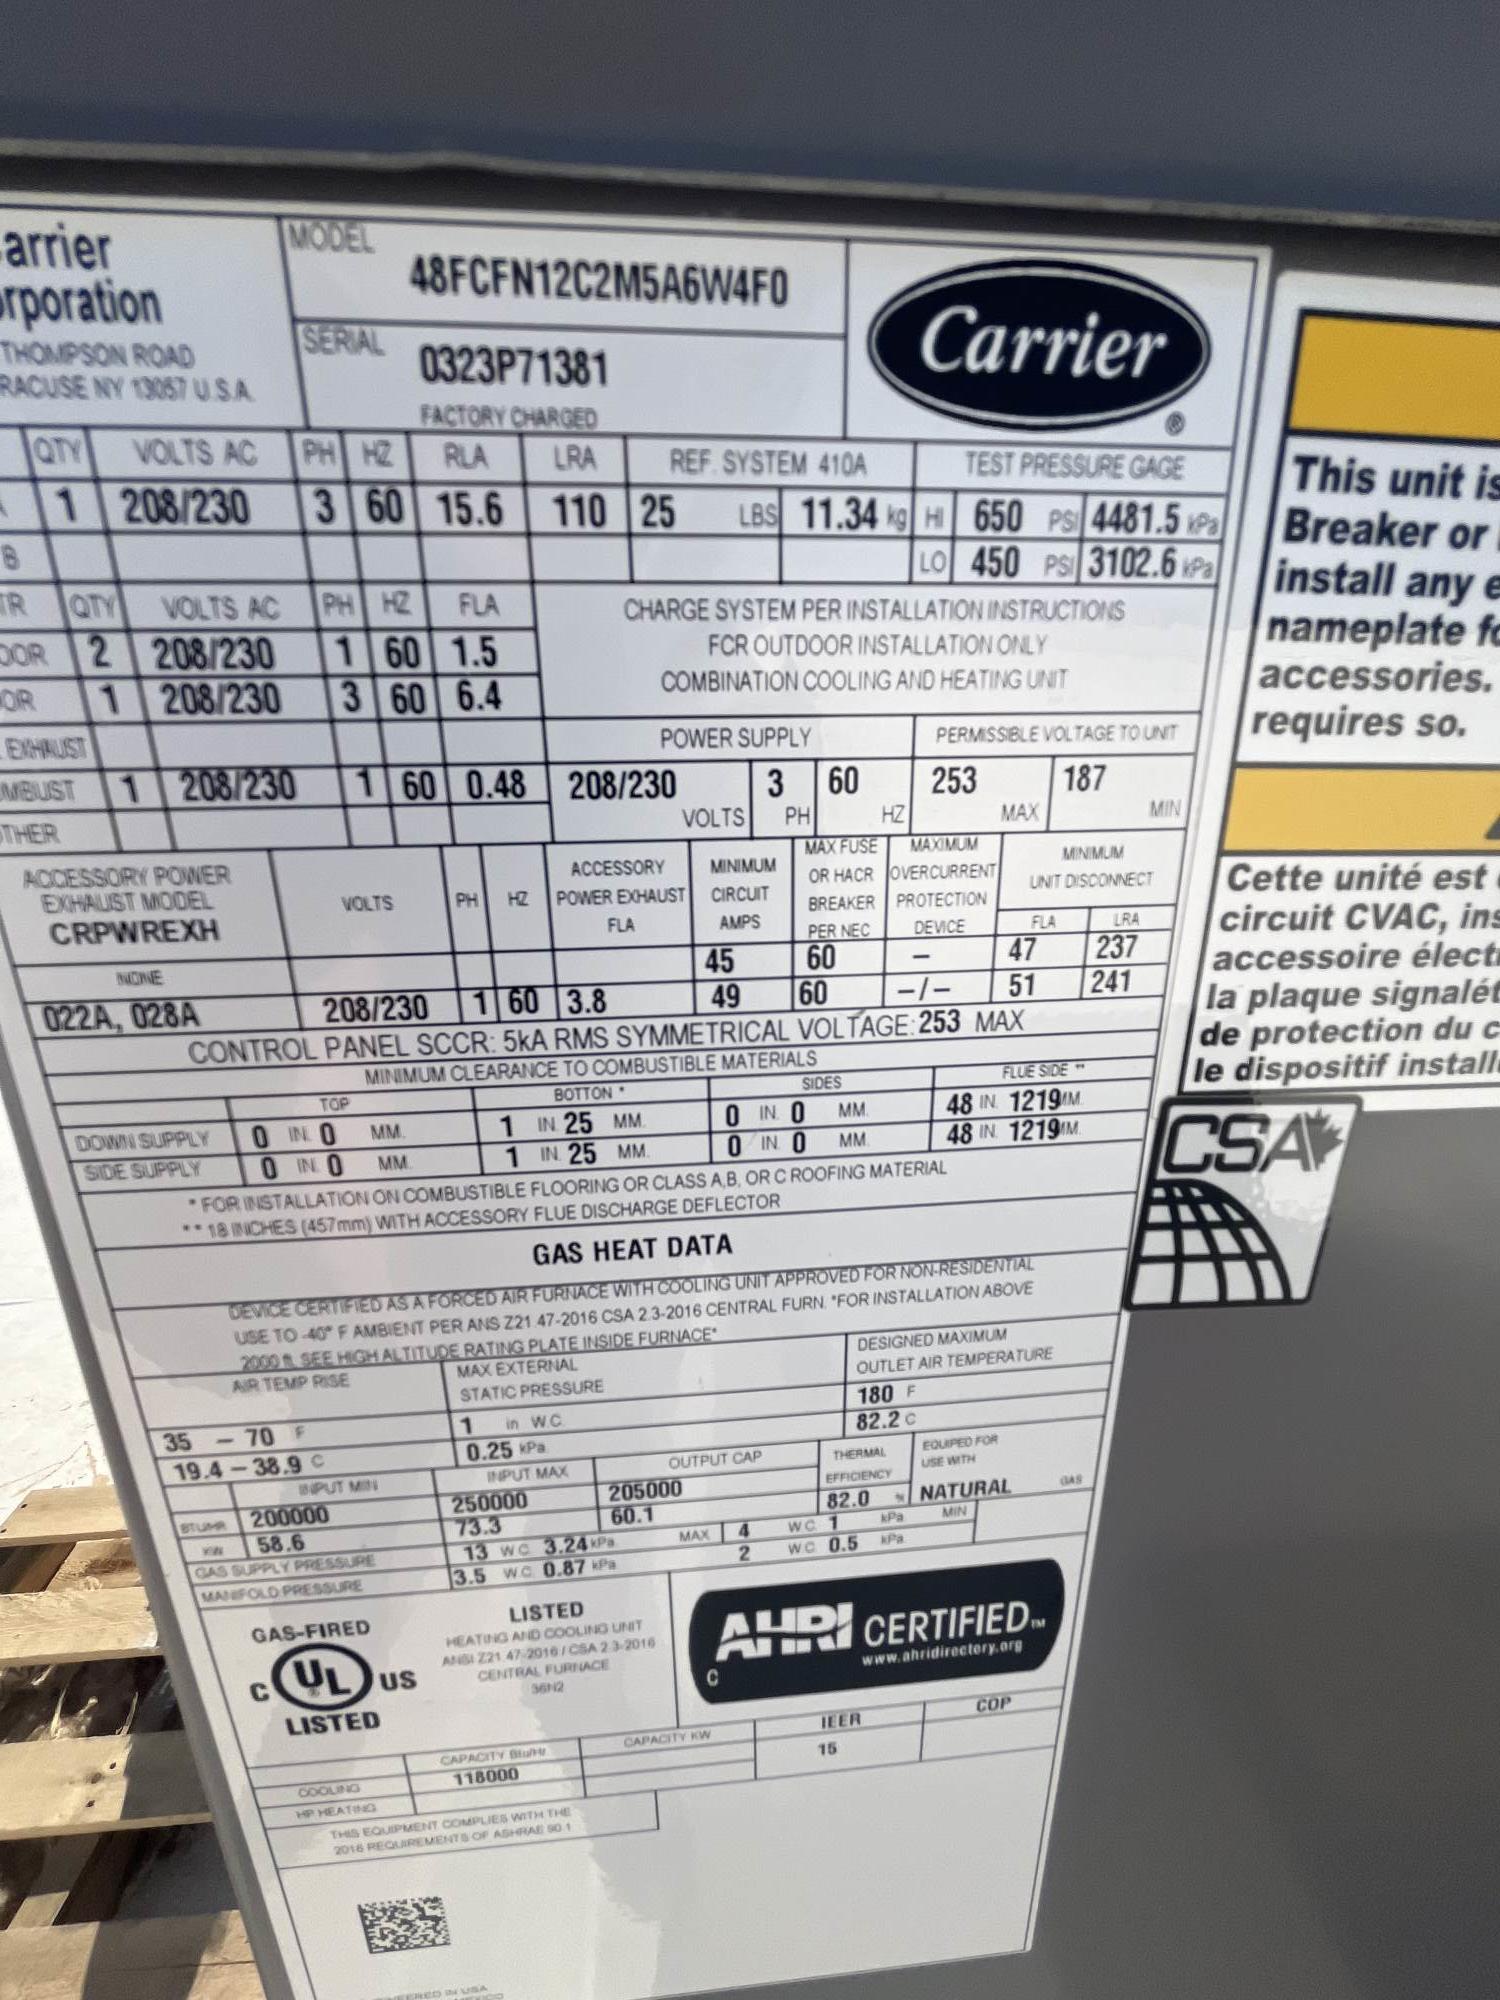 arrier
orporation
THOMPSON ROAD
RACUSE NY 13057 U.S.A.
MODEL
48FCFN12C2M5A6W4F0
SERIAL 0323P71381
FACTORY CHARGED
Carrier
®
QTY VOLTS AC PH HZ RLA LRA REF. SYSTEM 410A TEST PRESSURE GAGE
A 1 208/230 3 60 15.6 110 25 LBS 11.34 kg HI 650 PSI 4481.5 kPa
B LO 450 PSI 3102.6 kPa
TR QTY VOLTS AC PH HZ FLA
OOR 2 208/230 1 60 1.5
OR 1 208/230 3 60 6.4
EXHAUST
MBUST 1 208/230 1 60 0.48
THER
CHARGE SYSTEM PER INSTALLATION INSTRUCTIONS
FOR OUTDOOR INSTALLATION ONLY
COMBINATION COOLING AND HEATING UNIT
POWER SUPPLY PERMISSIBLE VOLTAGE TO UNIT
208/230 VOLTS 3 PH 60 HZ 253 MAX 187 MIN
ACCESSORY POWER
EXHAUST MODEL
CRPWREXH
VOLTS PH HZ
ACCESSORY
POWER EXHAUST
FLA
MINIMUM
CIRCUIT
AMPS
MAX FUSE
OR HACR
BREAKER
PER NEC
MAXIMUM
OVERCURRENT
PROTECTION
DEVICE
MINIMUM
UNIT DISCONNECT
FLA LRA
NONE 45 60 – 47 237
022A, 028A 208/230 1 60 3.8 49 60 –/– 51 241
CONTROL PANEL SCCR: 5kA RMS SYMMETRICAL VOLTAGE: 253 MAX
MINIMUM CLEARANCE TO COMBUSTIBLE MATERIALS
TOP BOTTON * SIDES FLUE SIDE **
DOWN SUPPLY 0 IN. 0 MM. 1 IN. 25 MM. 0 IN. 0 MM. 48 IN. 1219 MM.
SIDE SUPPLY 0 IN. 0 MM. 1 IN. 25 MM. 0 IN. 0 MM. 48 IN. 1219 MM.
* FOR INSTALLATION ON COMBUSTIBLE FLOORING OR CLASS A,B, OR C ROOFING MATERIAL
** 18 INCHES (457mm) WITH ACCESSORY FLUE DISCHARGE DEFLECTOR
GAS HEAT DATA
DEVICE CERTIFIED AS A FORCED AIR FURNACE WITH COOLING UNIT APPROVED FOR NON-RESIDENTIAL
USE TO -40° F AMBIENT PER ANS Z21.47-2016 CSA 2.3-2016 CENTRAL FURN. *FOR INSTALLATION ABOVE
2000 ft. SEE HIGH ALTITUDE RATING PLATE INSIDE FURNACE*
AIR TEMP RISE
MAX EXTERNAL
STATIC PRESSURE
DESIGNED MAXIMUM
OUTLET AIR TEMPERATURE
35 – 70 F 1 in W.C. 180 F
19.4 – 38.9 C 0.25 kPa 82.2 C
INPUT MIN INPUT MAX OUTPUT CAP
THERMAL
EFFICIENCY
EQUIPED FOR
USE WITH
BTU/HR 200000 250000 205000 82.0 % NATURAL GAS
KW 58.6 73.3 60.1
GAS SUPPLY PRESSURE 13 W.C. 3.24 kPa MAX 4 W.C. 1 kPa MIN
MANIFOLD PRESSURE 3.5 W.C. 0.87 kPa 2 W.C. 0.5 kPa
GAS-FIRED
C UL ® US
LISTED
LISTED
HEATING AND COOLING UNIT
ANSI Z21.47-2016 / CSA 2.3-2016
CENTRAL FURNACE
36N2
AHRI CERTIFIED™
www.ahridirectory.org
C
CAPACITY Btu/Hr CAPACITY KW IEER COP
COOLING 118000 15
HP HEATING
THIS EQUIPMENT COMPLIES WITH THE
2016 REQUIREMENTS OF ASHRAE 90.1
This unit is
Breaker or
install any e
nameplate fo
accessories.
requires so.
Cette unité est
circuit CVAC, ins
accessoire électr
la plaque signalét
de protection du c
le dispositif installé
CSA